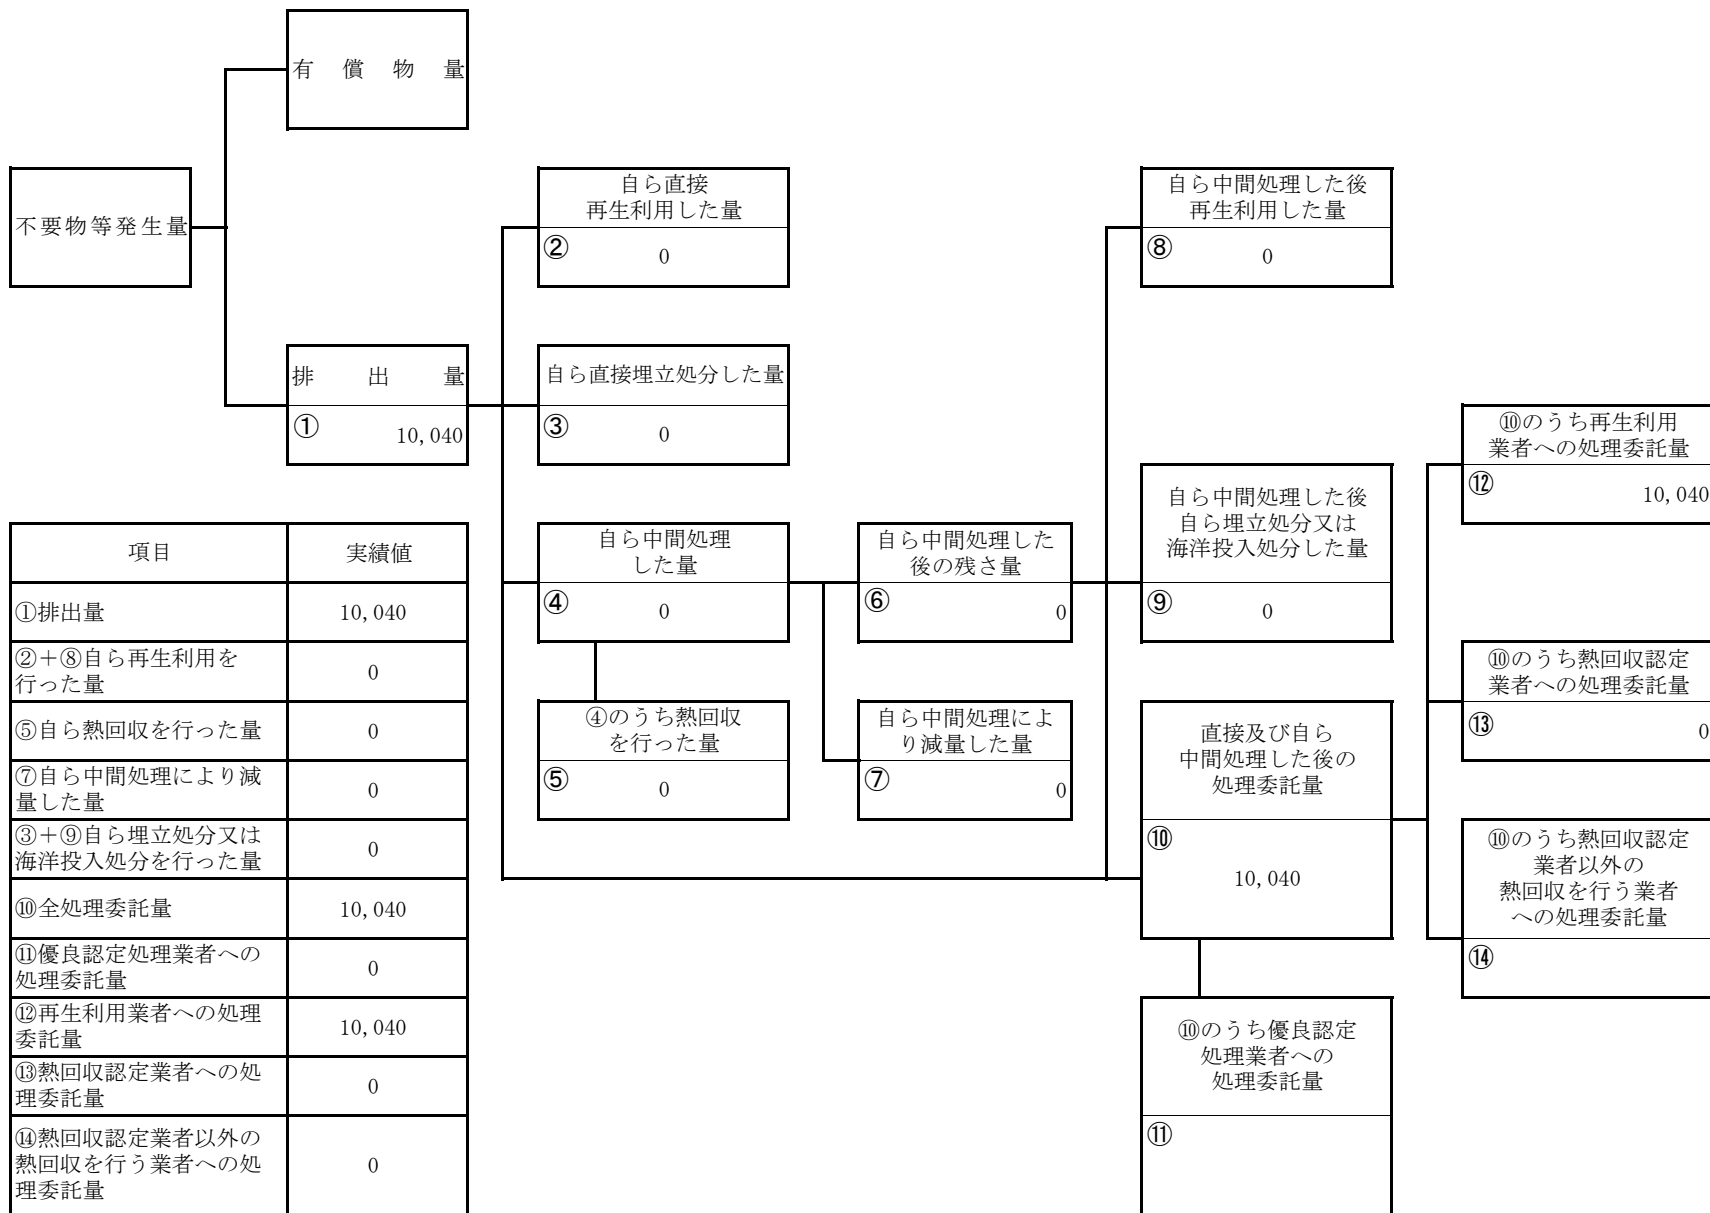 有償物量
不要物等発生量
排出量
① 10,040
自ら直接
再生利用した量
② 0
自ら直接埋立処分した量
③ 0
自ら中間処理
した量
④ 0
④のうち熱回収
を行った量
⑤ 0
自ら中間処理した
後の残さ量
⑥ 0
自ら中間処理によ
り減量した量
⑦ 0
自ら中間処理した後
再生利用した量
⑧ 0
自ら中間処理した後
自ら埋立処分又は
海洋投入処分した量
⑨ 0
直接及び自ら
中間処理した後の
処理委託量
⑩
10,040
⑩のうち優良認定
処理業者への
処理委託量
⑪
⑩のうち再生利用
業者への処理委託量
⑫ 10,040
⑩のうち熱回収認定
業者への処理委託量
⑬ 0
⑩のうち熱回収認定
業者以外の
熱回収を行う業者
への処理委託量
⑭
項目 実績値
①排出量 10,040
②+⑧自ら再生利用を
行った量 0
⑤自ら熱回収を行った量 0
⑦自ら中間処理により減
量した量 0
③+⑨自ら埋立処分又は
海洋投入処分を行った量 0
⑩全処理委託量 10,040
⑪優良認定処理業者への
処理委託量 0
⑫再生利用業者への処理
委託量 10,040
⑬熱回収認定業者への処
理委託量 0
⑭熱回収認定業者以外の
熱回収を行う業者への処
理委託量 0